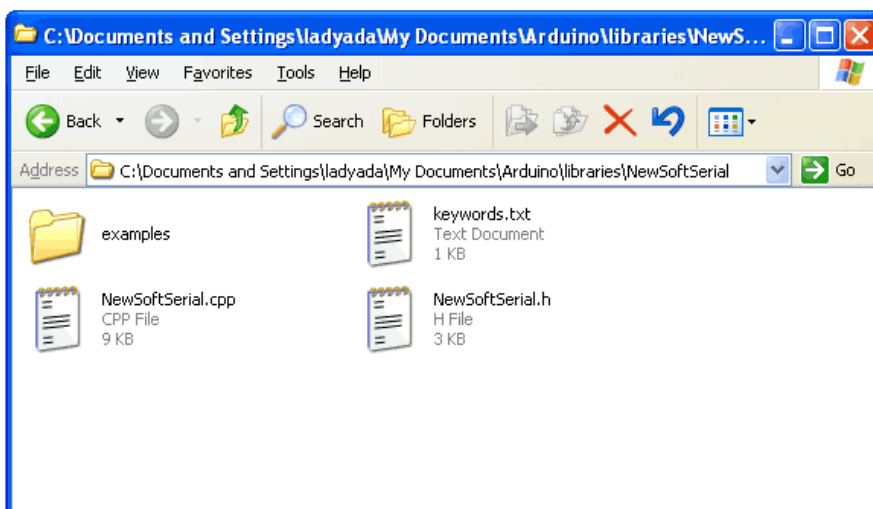 C:\Documents and Settings\ladyada\My Documents\Arduino\libraries\NewS...
File Edit View Favorites Tools Help
Back Search Folders
Address C:\Documents and Settings\ladyada\My Documents\Arduino\libraries\NewSoftSerial Go
examples
keywords.txt
Text Document
1 KB
NewSoftSerial.cpp
CPP File
9 KB
NewSoftSerial.h
H File
3 KB